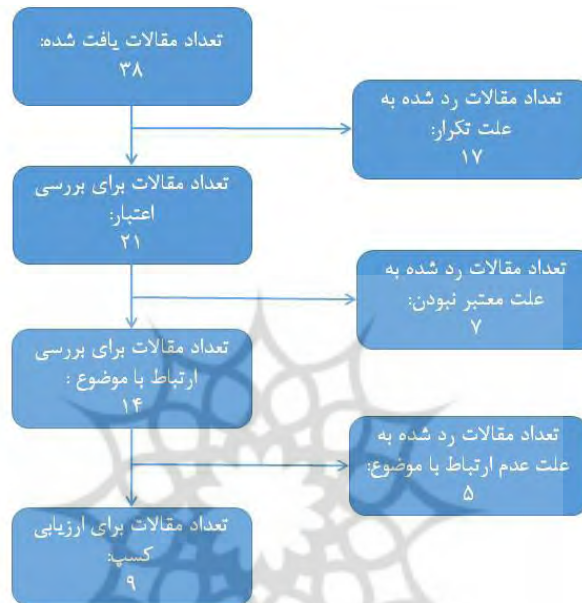 تعداد مقالات یافت شده:
۳۸
تعداد مقالات رد شده به
علت تکرار:
۱۷
تعداد مقالات برای بررسی
اعتبار:
۲۱
تعداد مقالات رد شده به
علت معتبر نبودن:
۷
تعداد مقالات برای بررسی
ارتباط با موضوع :
۱۴
تعداد مقالات رد شده به
علت عدم ارتباط با موضوع:
۵
تعداد مقالات برای ارزیابی
کسپ:
۹